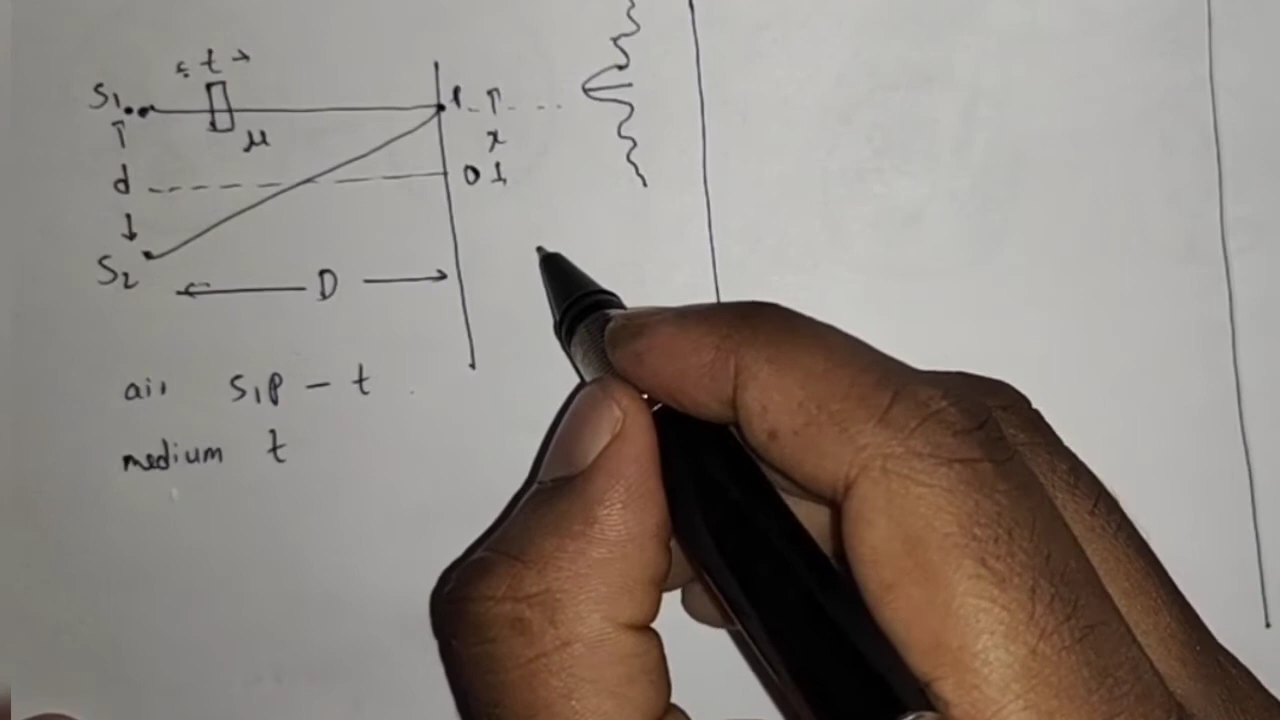 t
S1
P
μ
x
d
O
S2
D
air S1P - t
medium t